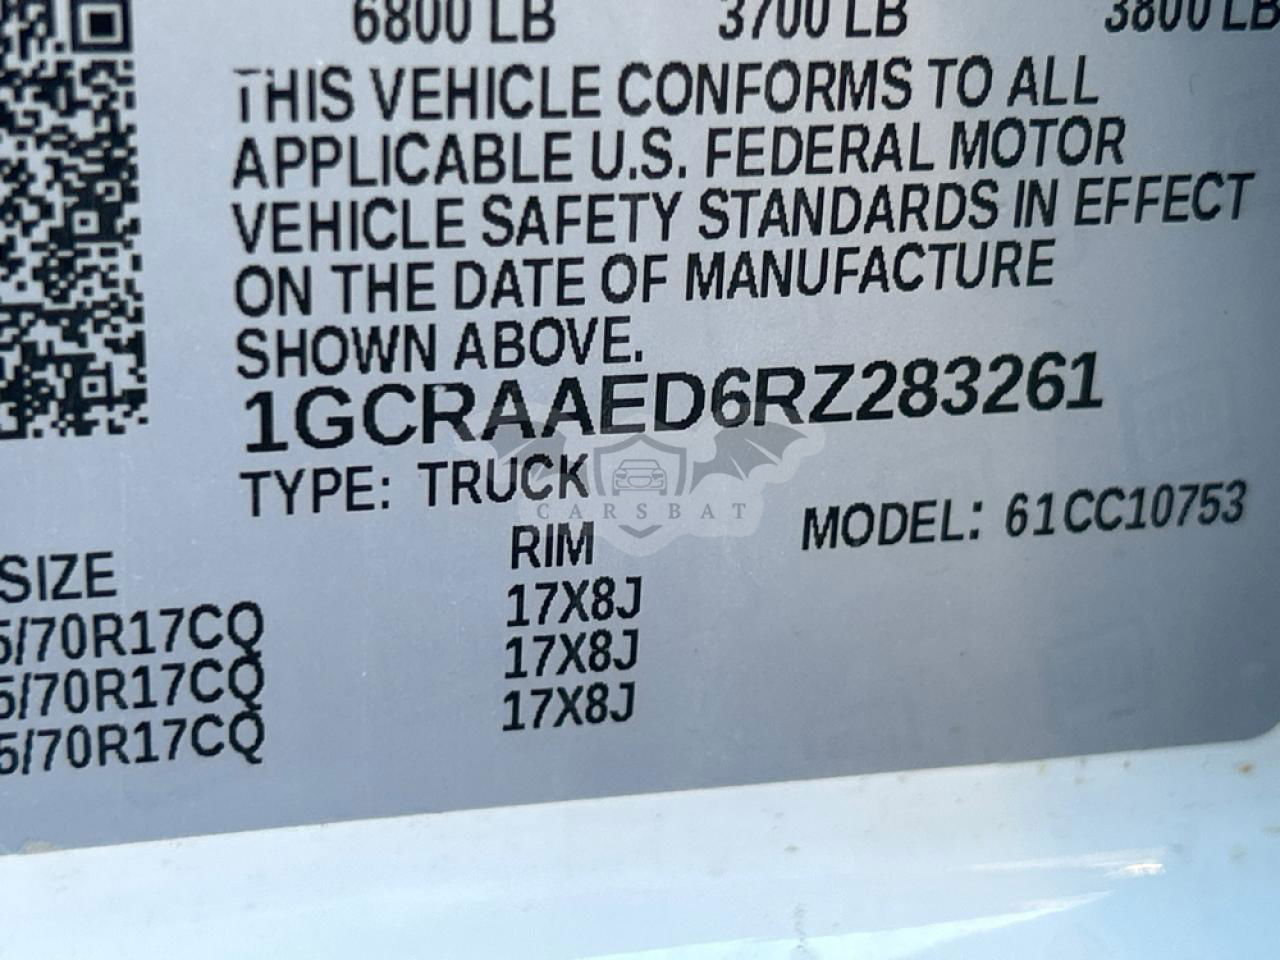 6800 LB 3700 LB 3800 LB
THIS VEHICLE CONFORMS TO ALL
APPLICABLE U.S. FEDERAL MOTOR
VEHICLE SAFETY STANDARDS IN EFFECT
ON THE DATE OF MANUFACTURE
SHOWN ABOVE.
1GCRAAED6RZ283261
TYPE: TRUCK
CARSBAT
MODEL: 61CC10753
SIZE RIM
5/70R17CQ 17X8J
5/70R17CQ 17X8J
5/70R17CQ 17X8J